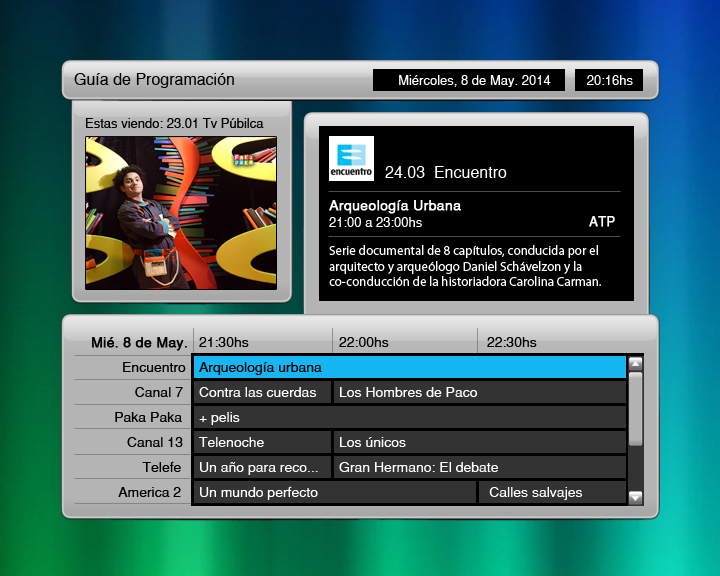 Guía de Programación
Miércoles, 8 de May. 2014
20:16hs
Estas viendo: 23.01 Tv Púbilca
PAKA
PAKA
encuentro
24.03 Encuentro
Arqueología Urbana
21:00 a 23:00hs
ATP
Serie documental de 8 capítulos, conducida por el
arquitecto y arqueólogo Daniel Schávelzon y la
co-conducción de la historiadora Carolina Carman.
Mié. 8 de May. 21:30hs 22:00hs 22:30hs
Encuentro Arqueología urbana
Canal 7 Contra las cuerdas Los Hombres de Paco
Paka Paka + pelis
Canal 13 Telenoche Los únicos
Telefe Un año para reco... Gran Hermano: El debate
America 2 Un mundo perfecto Calles salvajes